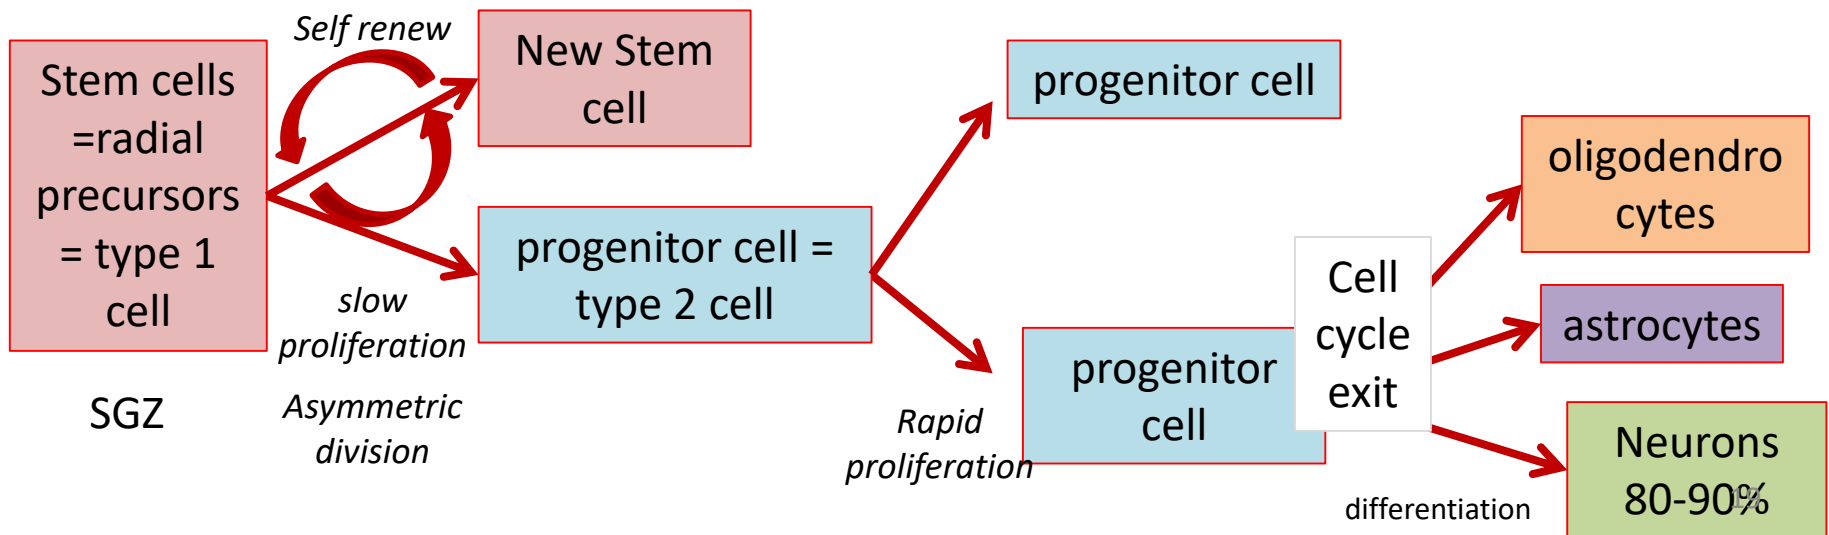 Self renew
Stem cells
=radial
precursors
= type 1
cell
New Stem
cell
progenitor cell
oligodendro
cytes
progenitor cell =
type 2 cell
slow
proliferation
Cell
cycle
exit
astrocytes
SGZ
Asymmetric
division
progenitor
cell
Rapid
proliferation
Neurons
80-90%
19
differentiation